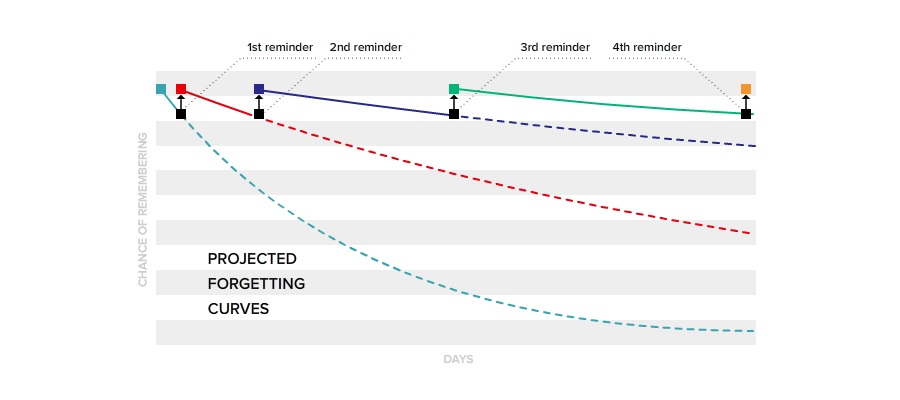 1st reminder
2nd reminder
3rd reminder
4th reminder
CHANCE OF REMEMBERING
PROJECTED
FORGETTING
CURVES
DAYS